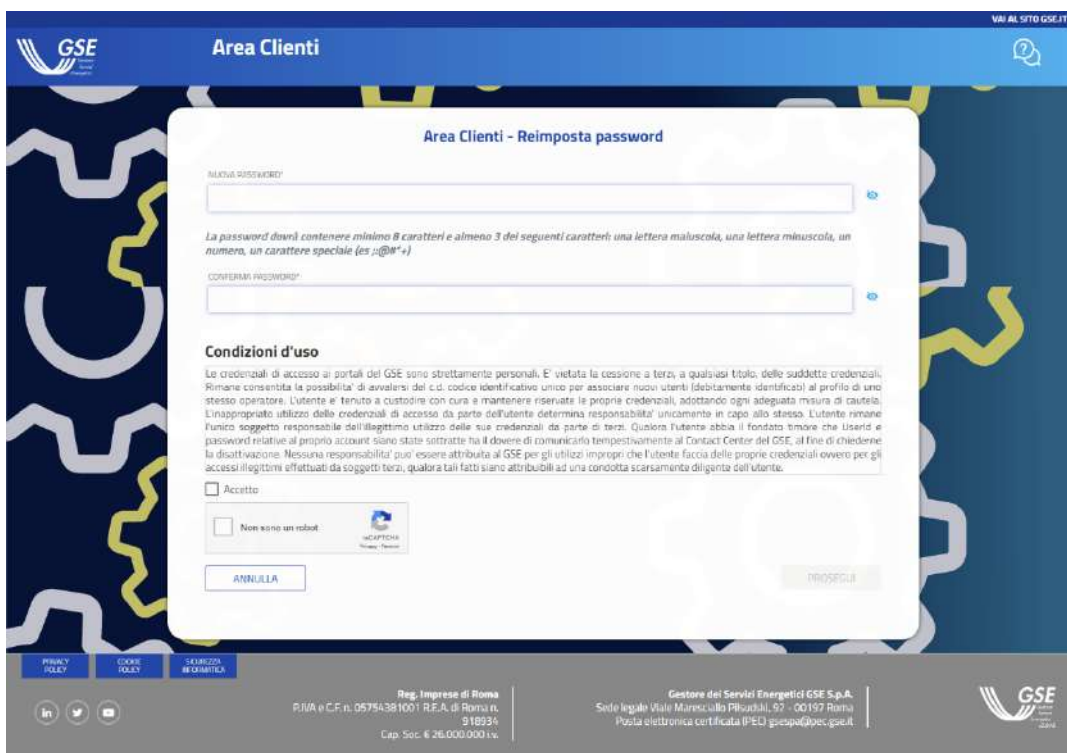 VAI AL SITO GSE.IT
GSE
Area Clienti
Area Clienti - Reimposta password
NUOVA PASSWORD*
La password dovrà contenere minimo 8 caratteri e almeno 3 dei seguenti caratteri: una lettera maiuscola, una lettera minuscola, un
numero, un carattere speciale (es ;:@#*+)
CONFERMA PASSWORD*
Condizioni d'uso
Le credenziali di accesso ai portali del GSE sono strettamente personali. E' vietata la cessione a terzi, a qualsiasi titolo, delle suddette credenziali.
Rimane consentita la possibilita' di avvalersi del c.d. codice identificativo unico per associare nuovi utenti (debitamente identificati) al profilo di uno
stesso operatore. L'utente e' tenuto a custodire con cura e mantenere riservate le proprie credenziali, adottando ogni adeguata misura di cautela.
L'inappropriato utilizzo delle credenziali di accesso da parte dell'utente determina responsabilita' unicamente in capo allo stesso. L'utente rimane
l'unico soggetto responsabile dell'illegittimo utilizzo delle sue credenziali da parte di terzi. Qualora l'utente abbia il fondato timore che UserId e
password relative al proprio account siano state sottratte ha il dovere di comunicarlo tempestivamente al Contact Center del GSE, al fine di chiederne
la disattivazione. Nessuna responsabilita' puo' essere attribuita al GSE per gli utilizzi impropri che l'utente faccia delle proprie credenziali ovvero per gli
accessi illegittimi effettuati da soggetti terzi, qualora tali fatti siano attribuibili ad una condotta scarsamente diligente dell'utente.
Accetto
Non sono un robot
reCAPTCHA
Privacy - Termini
ANNULLA
PROSEGUI
PRIVACY
POLICY
COOKIE
POLICY
SICUREZZA
INFORMATICA
Reg. Imprese di Roma
P.IVA e C.F. n. 05754381001 R.E.A. di Roma n.
918934
Cap. Soc. € 26.000.000 i.v.
Gestore dei Servizi Energetici GSE S.p.A.
Sede legale Viale Maresciallo Pilsudski, 92 - 00197 Roma
Posta elettronica certificata (PEC) gsespa@pec.gse.it
GSE